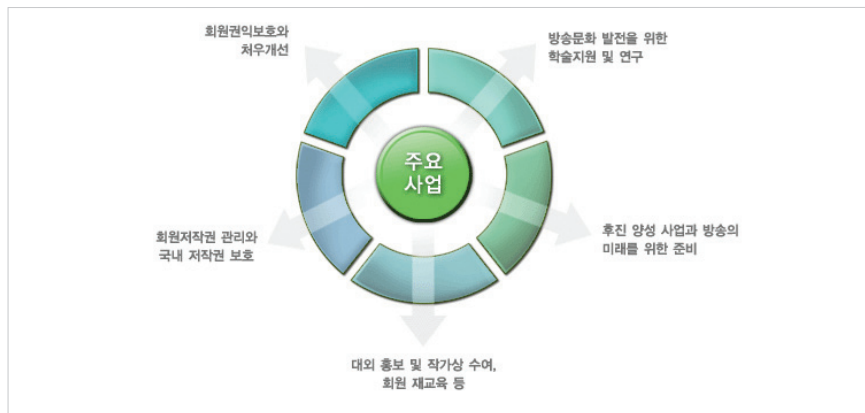 회원권익보호와
처우개선
방송문화 발전을 위한
학술지원 및 연구
주요
사업
회원저작권 관리와
국내 저작권 보호
후진 양성 사업과 방송의
미래를 위한 준비
대외 홍보 및 작가상 수여,
회원 재교육 등